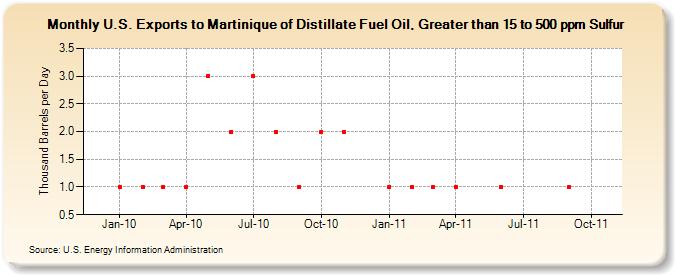 Monthly U.S. Exports to Martinique of Distillate Fuel Oil, Greater than 15 to 500 ppm Sulfur
Thousand Barrels per Day
3.5
3.0
2.5
2.0
1.5
1.0
0.5
Jan-10 Apr-10 Jul-10 Oct-10 Jan-11 Apr-11 Jul-11 Oct-11
Source: U.S. Energy Information Administration